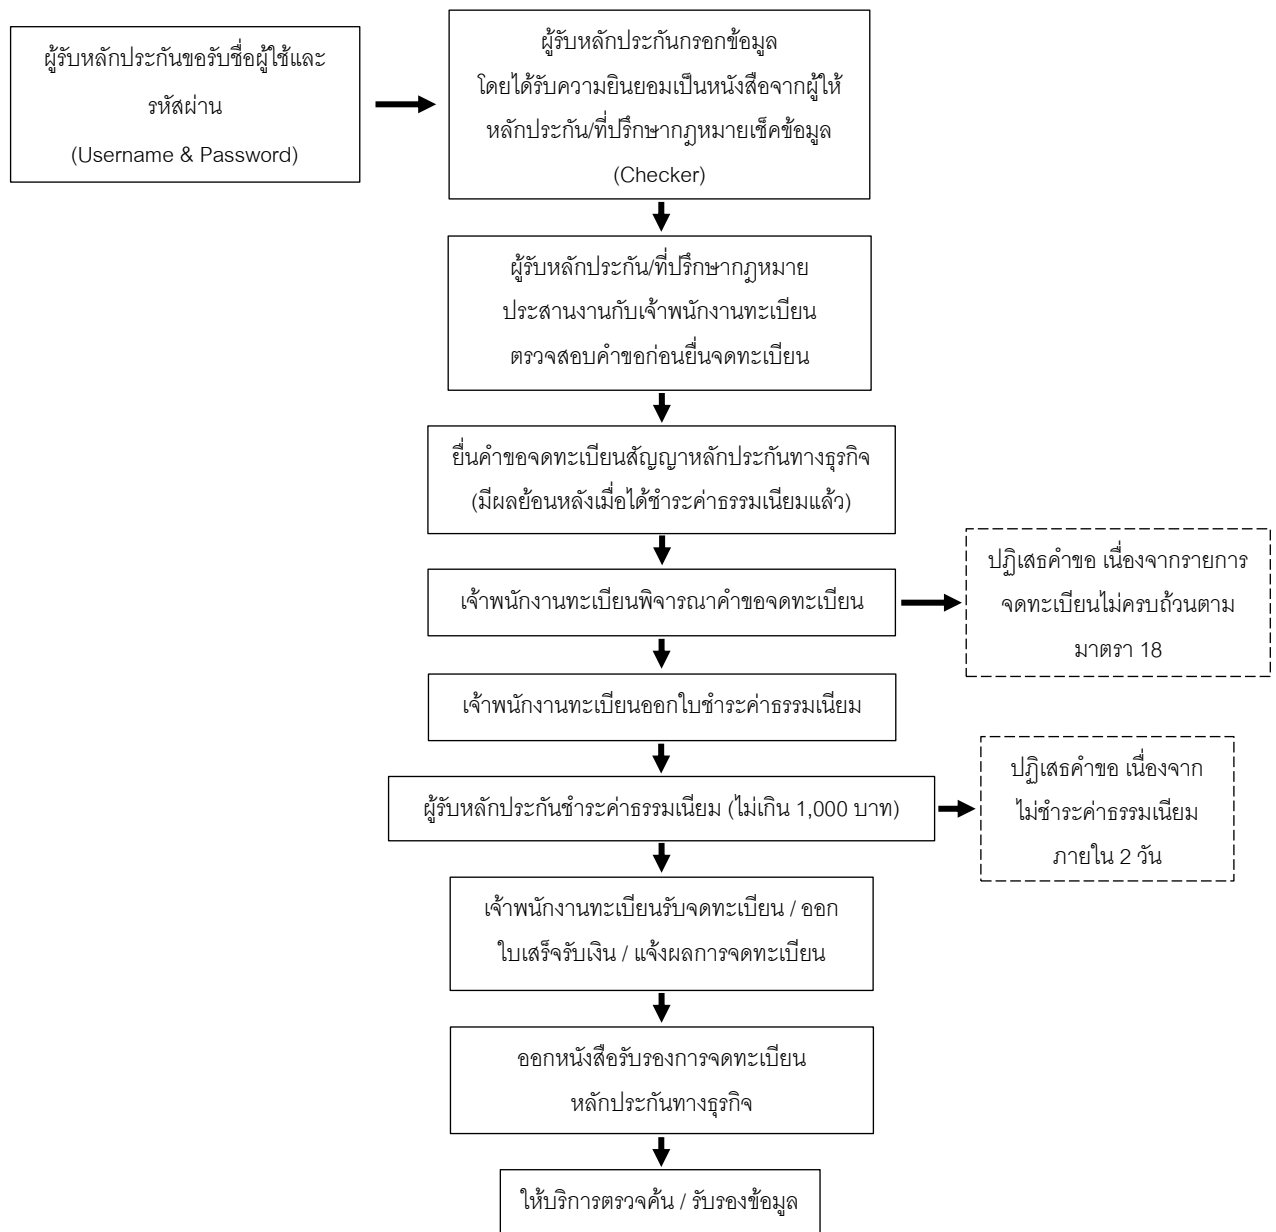 ผู้รับหลักประกันขอรับชื่อผู้ใช้และ
รหัสผ่าน
(Username & Password)
ผู้รับหลักประกันกรอกข้อมูล
โดยได้รับความยินยอมเป็นหนังสือจากผู้ให้
หลักประกัน/ที่ปรึกษากฎหมายเช็คข้อมูล
(Checker)
ผู้รับหลักประกัน/ที่ปรึกษากฎหมาย
ประสานงานกับเจ้าพนักงานทะเบียน
ตรวจสอบคำขอก่อนยื่นจดทะเบียน
ยื่นคำขอจดทะเบียนสัญญาหลักประกันทางธุรกิจ
(มีผลย้อนหลังเมื่อได้ชำระค่าธรรมเนียมแล้ว)
เจ้าพนักงานทะเบียนพิจารณาคำขอจดทะเบียน
ปฏิเสธคำขอ เนื่องจากรายการ
จดทะเบียนไม่ครบถ้วนตาม
มาตรา 18
เจ้าพนักงานทะเบียนออกใบชำระค่าธรรมเนียม
ผู้รับหลักประกันชำระค่าธรรมเนียม (ไม่เกิน 1,000 บาท)
ปฏิเสธคำขอ เนื่องจาก
ไม่ชำระค่าธรรมเนียม
ภายใน 2 วัน
เจ้าพนักงานทะเบียนรับจดทะเบียน / ออก
ใบเสร็จรับเงิน / แจ้งผลการจดทะเบียน
ออกหนังสือรับรองการจดทะเบียน
หลักประกันทางธุรกิจ
ให้บริการตรวจค้น / รับรองข้อมูล